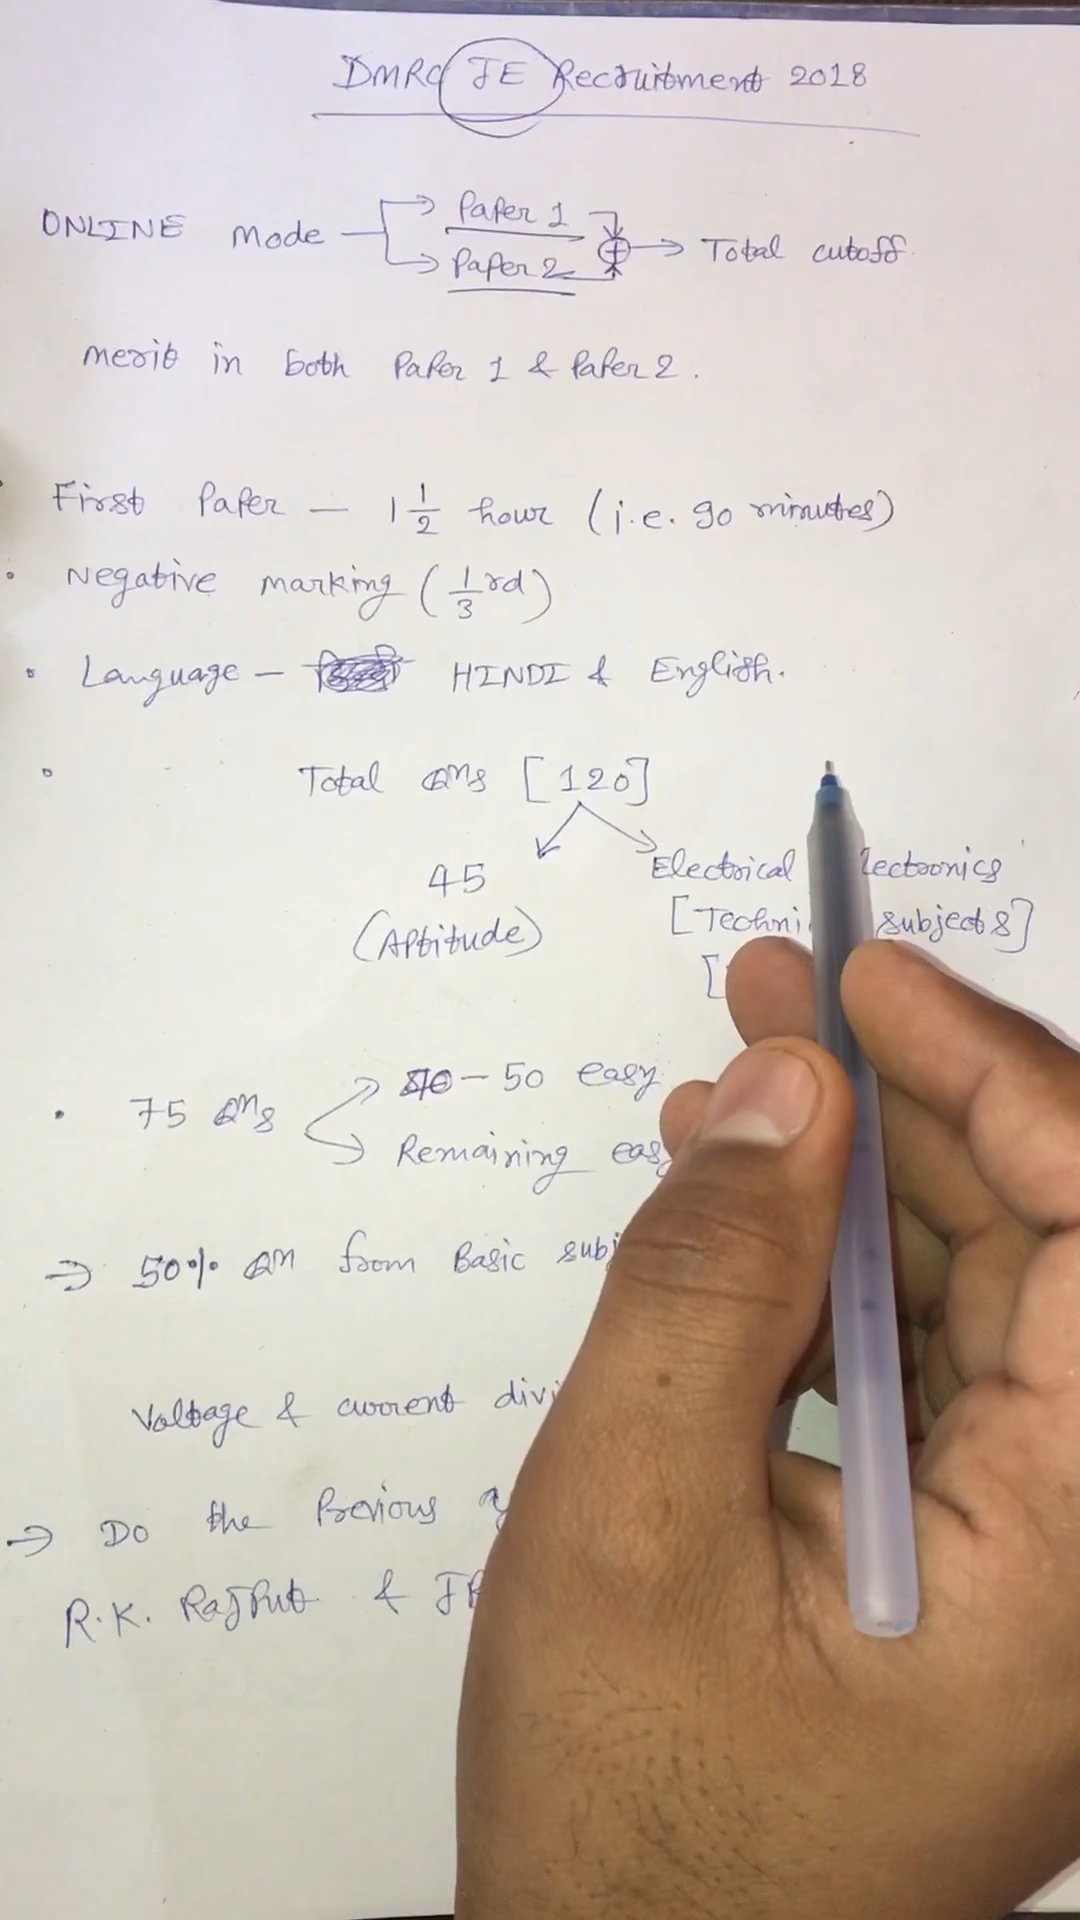 DMRC JE Recruitment 2018
ONLINE mode Paper 1
Paper 2
Total cutoff
merit in both Paper 1 & Paper 2.
First Paper — 1 1/2 hour (i.e. 90 minutes)
• Negative marking (1/3 rd)
• Language — HINDI & English.
• Total Qns [120]
45
(Aptitude)
Electrical
[Techni subjects]
[
• 75 Qns
— 50 easy
Remaining
→ 50% Qn from Basic
Voltage & current
→ Do the Previous
R.K. Rajput &